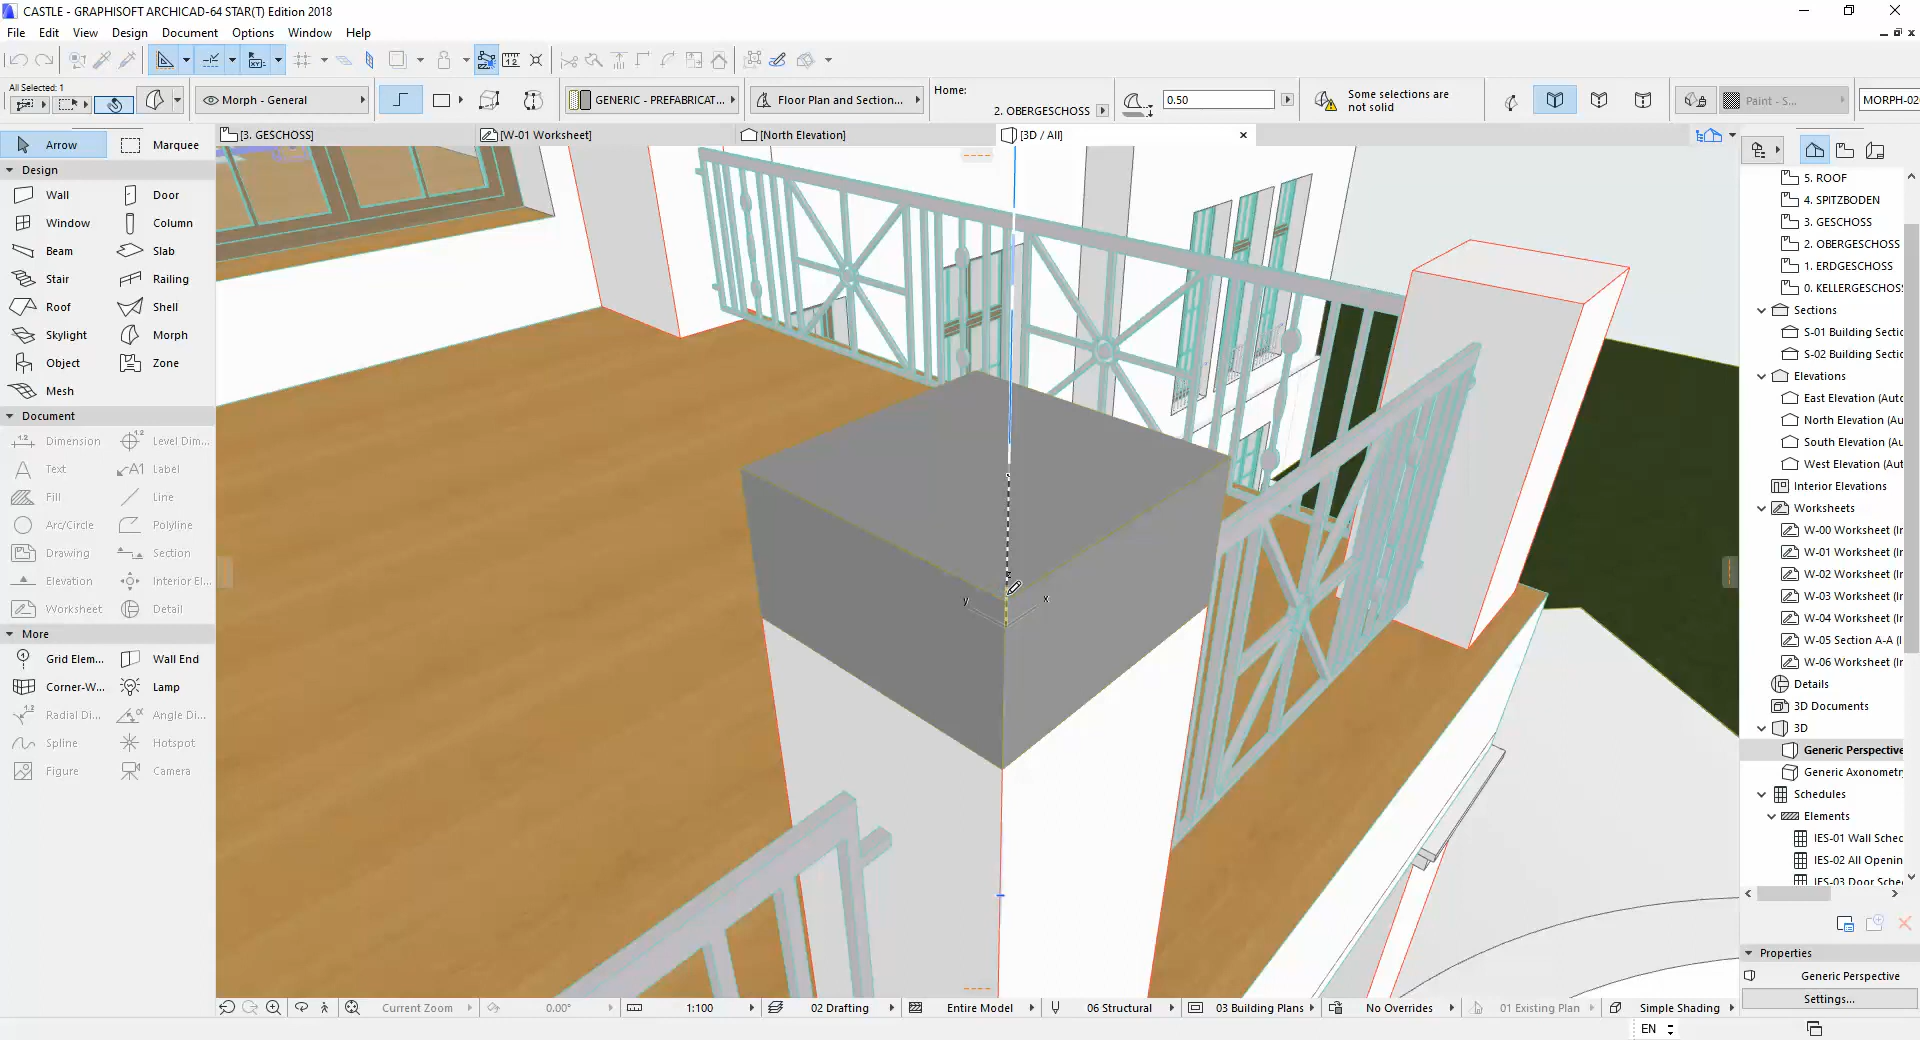 CASTLE - GRAPHISOFT ARCHICAD-64 STAR(T) Edition 2018
File Edit View Design Document Options Window Help
All Selected: 1
Morph - General
GENERIC - PREFABRICAT...
Floor Plan and Section...
Home:
2. OBERGESCHOSS
0.50
Some selections are
not solid
Paint - S...
MORPH-02
Arrow
Marquee
[3. GESCHOSS]
[W-01 Worksheet]
[North Elevation]
[3D / All]
Design
Wall
Door
Window
Column
Beam
Slab
Stair
Railing
Roof
Shell
Skylight
Morph
Object
Zone
Mesh
Document
Dimension
Level Dim...
Text
Label
Fill
Line
Arc/Circle
Polyline
Drawing
Section
Elevation
Interior El...
Worksheet
Detail
More
Grid Elem...
Wall End
Corner-W...
Lamp
Radial Di...
Angle Di...
Spline
Hotspot
Figure
Camera
z
y
x
5. ROOF
4. SPITZBODEN
3. GESCHOSS
2. OBERGESCHOSS
1. ERDGESCHOSS
0. KELLERGESCHOS
Sections
S-01 Building Sectio
S-02 Building Sectio
Elevations
East Elevation (Auto
North Elevation (Au
South Elevation (Au
West Elevation (Aut
Interior Elevations
Worksheets
W-00 Worksheet (In
W-01 Worksheet (In
W-02 Worksheet (In
W-03 Worksheet (In
W-04 Worksheet (In
W-05 Section A-A (I
W-06 Worksheet (In
Details
3D Documents
3D
Generic Perspective
Generic Axonometr
Schedules
Elements
IES-01 Wall Sched
IES-02 All Openin
IES-03 Door Sche
Properties
Generic Perspective
Settings...
Current Zoom
0.00°
1:100
02 Drafting
Entire Model
06 Structural
03 Building Plans
No Overrides
01 Existing Plan
Simple Shading
EN